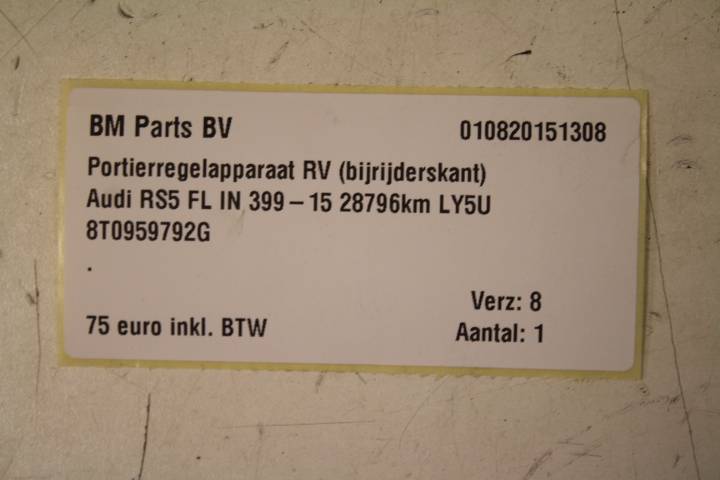 BM Parts BV 010820151308
Portierregelapparaat RV (bijrijderskant)
Audi RS5 FL IN 399 – 15 28796km LY5U
8T0959792G
.
Verz: 8
75 euro inkl. BTW Aantal: 1